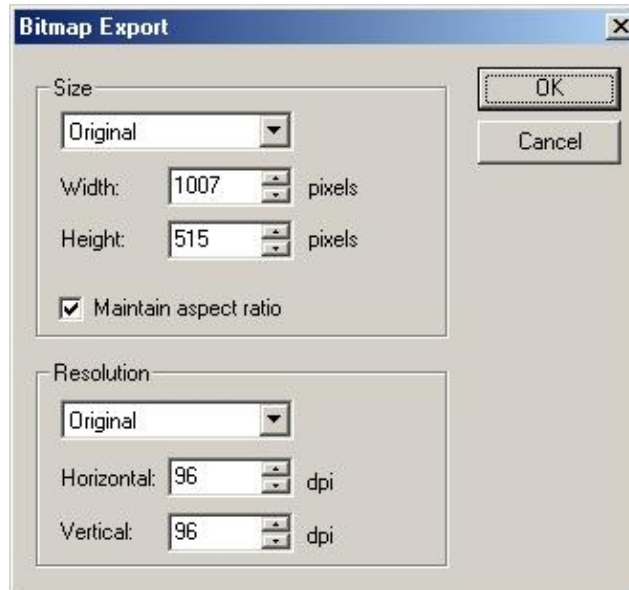 Bitmap Export
Size
Original
Width: 1007 pixels
Height: 515 pixels
Maintain aspect ratio
Resolution
Original
Horizontal: 96 dpi
Vertical: 96 dpi
OK
Cancel